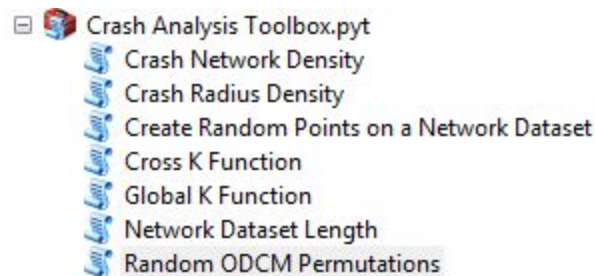 Crash Analysis Toolbox.pyt
Crash Network Density
Crash Radius Density
Create Random Points on a Network Dataset
Cross K Function
Global K Function
Network Dataset Length
Random ODCM Permutations